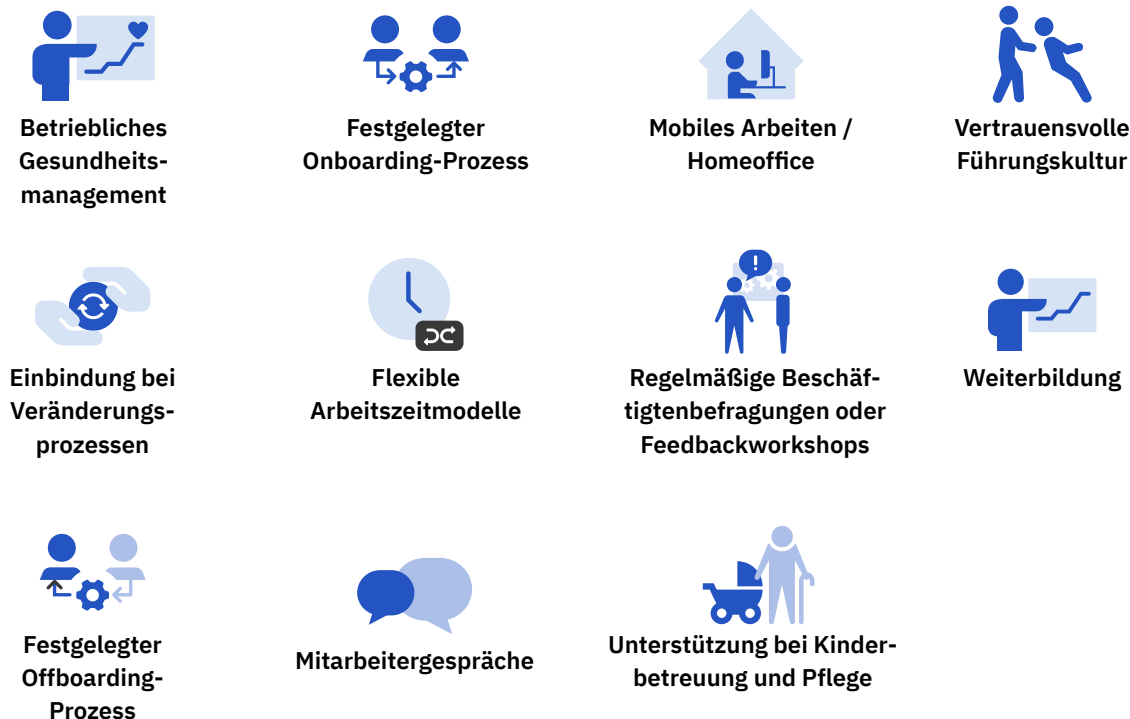 Betriebliches
Gesundheits-
management
Festgelegter
Onboarding-Prozess
Mobiles Arbeiten /
Homeoffice
Vertrauensvolle
Führungskultur
Einbindung bei
Veränderungs-
prozessen
Flexible
Arbeitszeitmodelle
!
Regelmäßige Beschäf-
tigtenbefragungen oder
Feedbackworkshops
Weiterbildung
Festgelegter
Offboarding-
Prozess
Mitarbeitergespräche
Unterstützung bei Kinder-
betreuung und Pflege